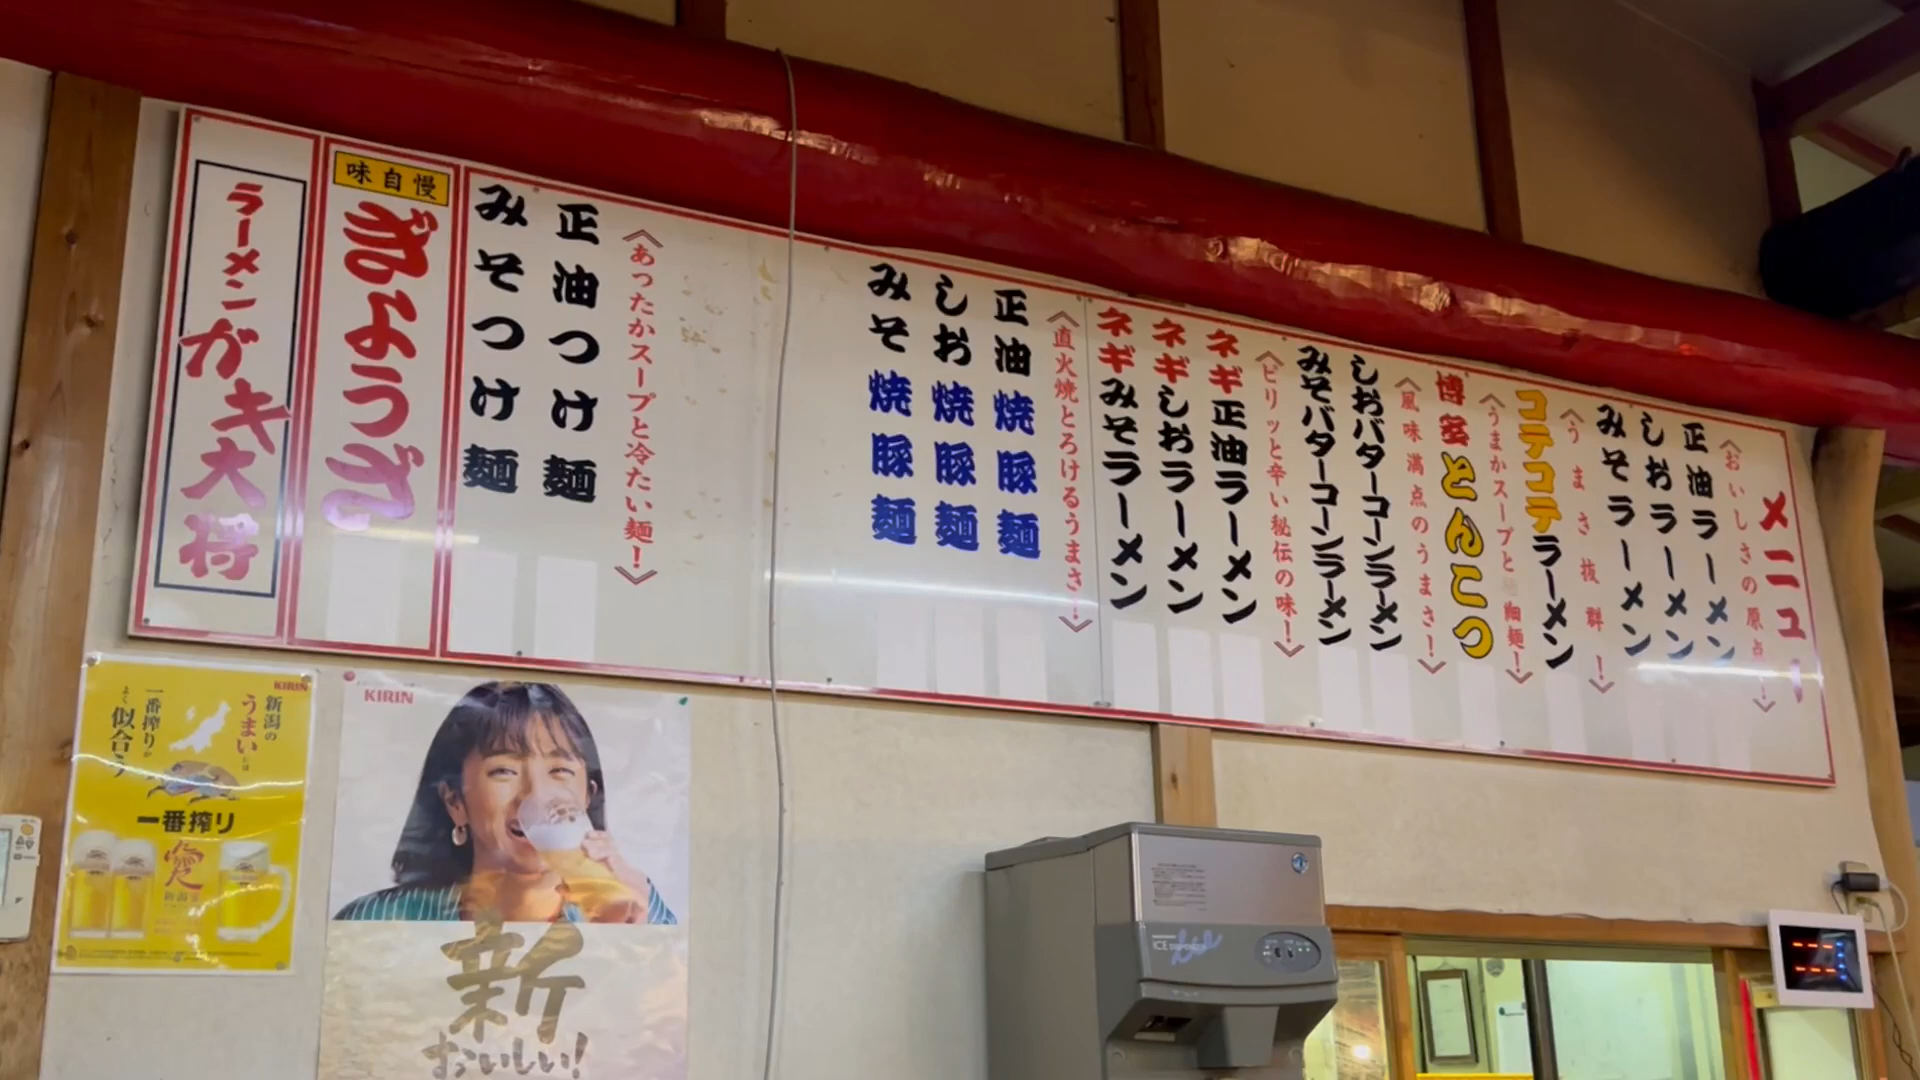 メニュー
《おいしさの原点！》
正油ラーメン
しおラーメン
みそラーメン
《うまさ抜群！》
コテコテラーメン
《うまかスープと 細麺！》
博多とんこつ
《風味満点のうまさ！》
しおバターコーンラーメン
みそバターコーンラーメン
《ピリッと辛い秘伝の味！》
ネギ正油ラーメン
ネギしおラーメン
ネギみそラーメン
《直火焼とろけるうまさ！》
正油焼豚麺
しお焼豚麺
みそ焼豚麺
《あったかスープと冷たい麺！》
正油つけ麺
みそつけ麺
味自慢
ぎょうざ
ラーメンガキ大将
KIRIN
新潟の
うまいには
一番搾りが
よく似合う
一番搾り
KIRIN
新
おいしい!
ICE DISPENSER